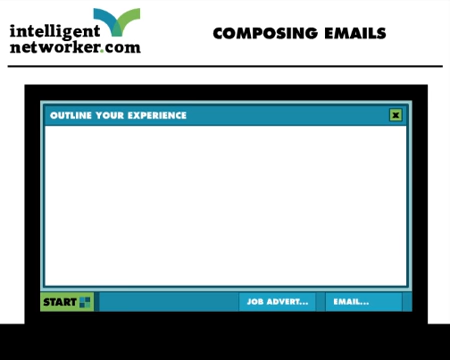 intelligent
networker.com
COMPOSING EMAILS
OUTLINE YOUR EXPERIENCE
x
START
JOB ADVERT...
EMAIL...